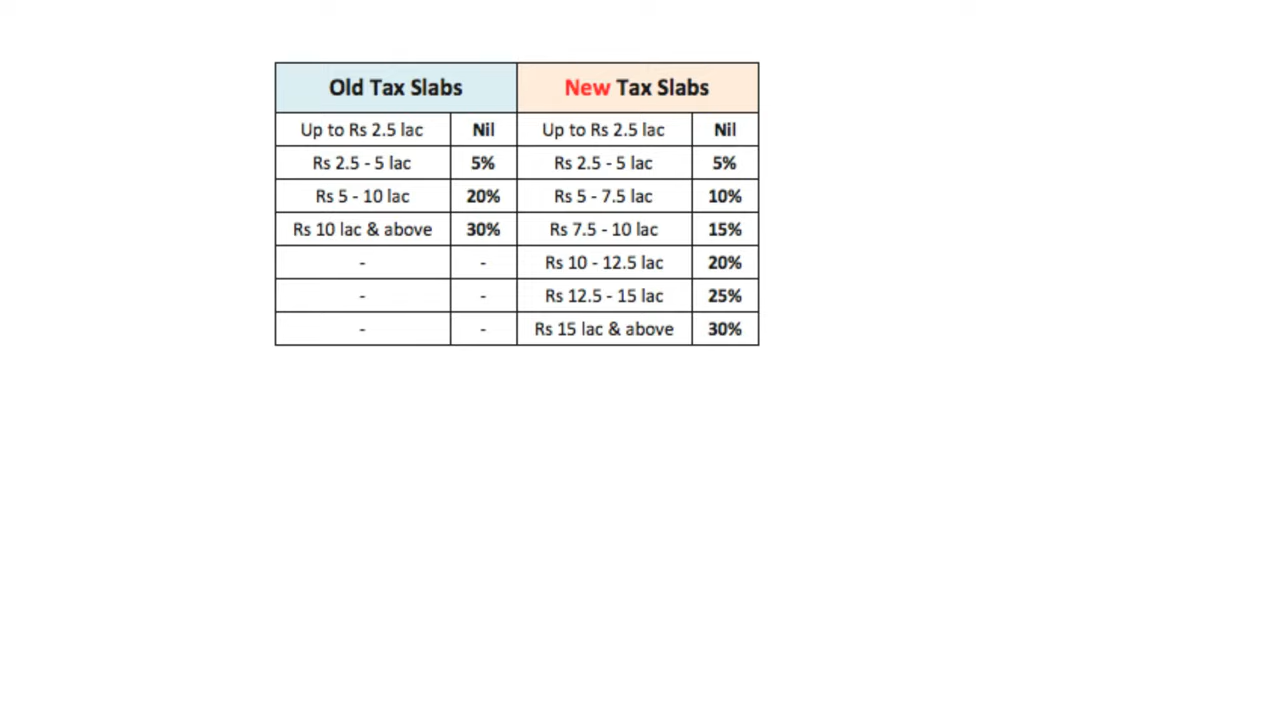 Old Tax Slabs New Tax Slabs
Up to Rs 2.5 lac Nil Up to Rs 2.5 lac Nil
Rs 2.5 - 5 lac 5% Rs 2.5 - 5 lac 5%
Rs 5 - 10 lac 20% Rs 5 - 7.5 lac 10%
Rs 10 lac & above 30% Rs 7.5 - 10 lac 15%
- - Rs 10 - 12.5 lac 20%
- - Rs 12.5 - 15 lac 25%
- - Rs 15 lac & above 30%